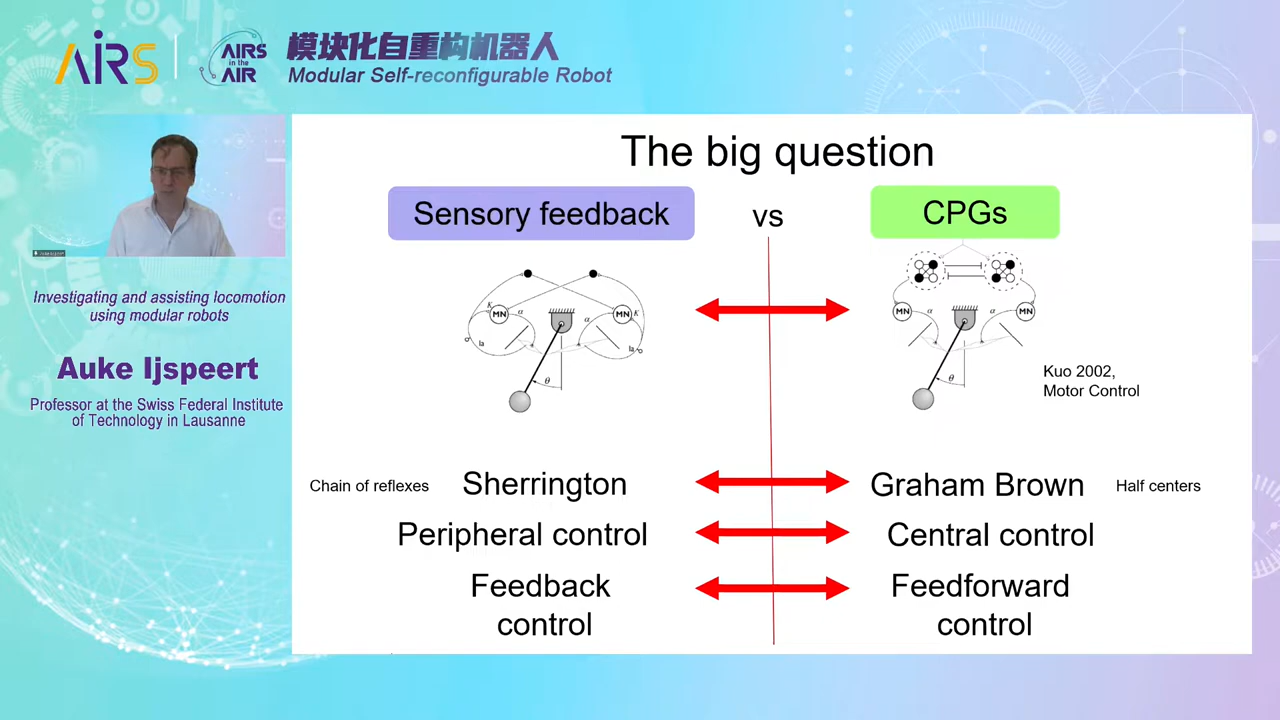 AIRS
AIRS
in the
AIR
模块化自重构机器人
Modular Self-reconfigurable Robot
Investigating and assisting locomotion
using modular robots
Auke Ijspeert
Professor at the Swiss Federal Institute
of Technology in Lausanne
The big question
Sensory feedback
vs
CPGs
K
MN
α
α
MN
K
Ia
Ia
θ
MN
α
α
MN
θ
Kuo 2002,
Motor Control
Chain of reflexes
Sherrington
Graham Brown
Half centers
Peripheral control
Central control
Feedback
control
Feedforward
control